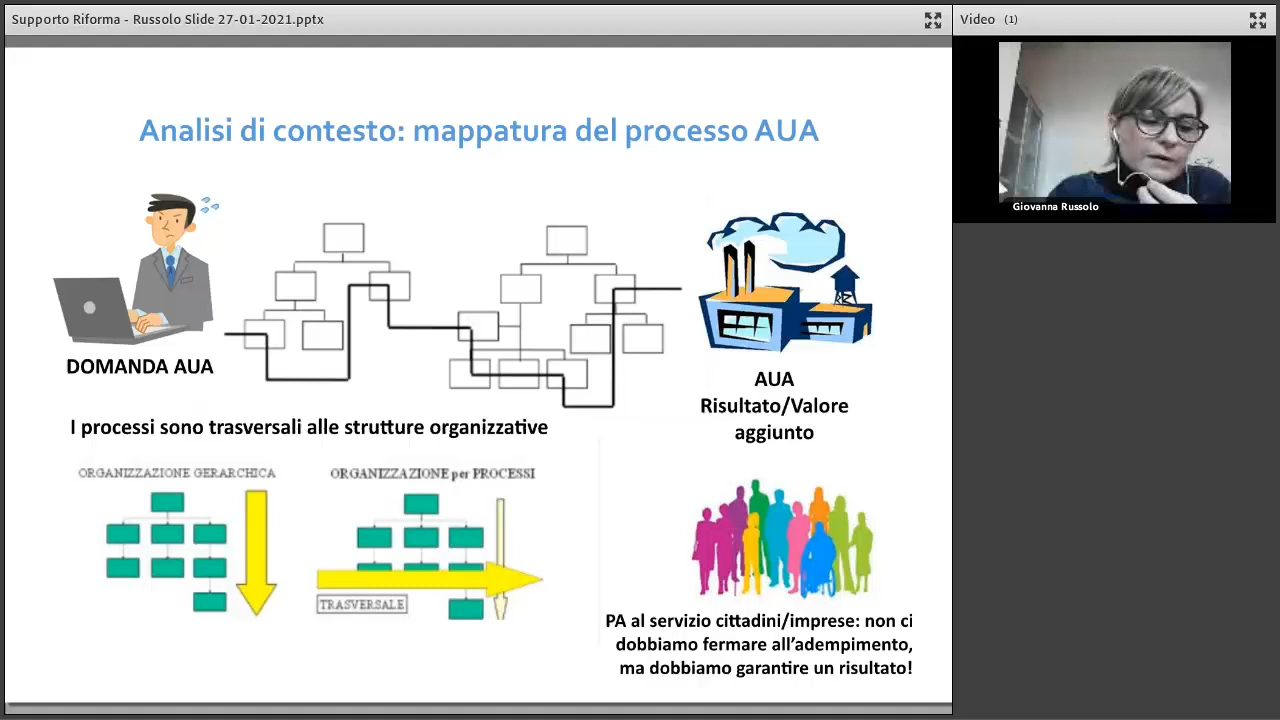 Supporto Riforma - Russolo Slide 27-01-2021.pptx
Video (1)
Giovanna Russolo
Analisi di contesto: mappatura del processo AUA
DOMANDA AUA
AUA
Risultato/Valore
aggiunto
I processi sono trasversali alle strutture organizzative
ORGANIZZAZIONE GERARCHICA
ORGANIZZAZIONE per PROCESSI
TRASVERSALE
PA al servizio cittadini/imprese: non ci
dobbiamo fermare all’adempimento,
ma dobbiamo garantire un risultato!